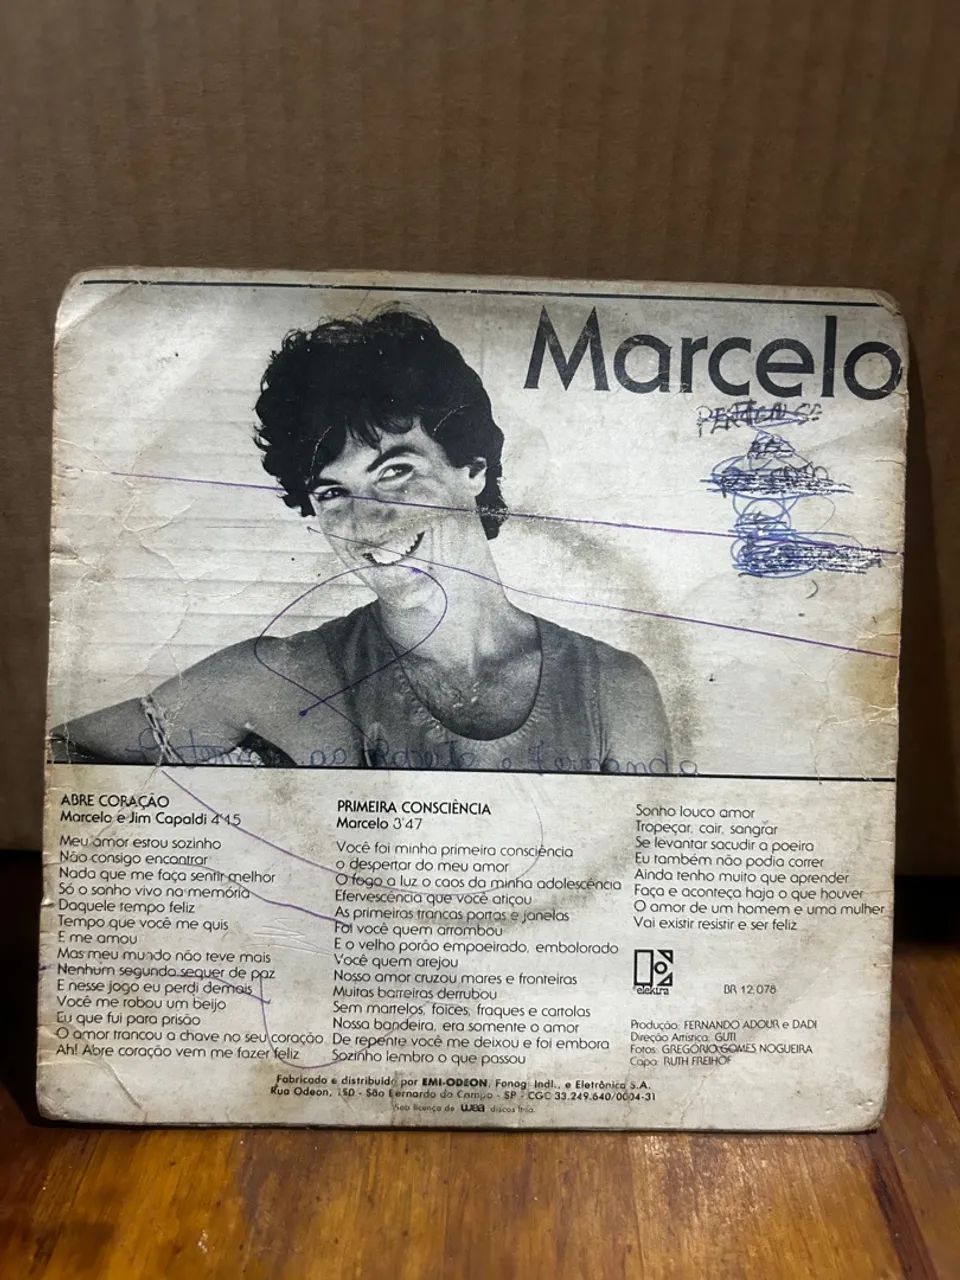 Marcelo
ao Roberto e Fernanda
ABRE CORAÇÃO
Marcelo e Jim Capaldi 4'15
Meu amor estou sozinho
Não consigo encontrar
Nada que me faça sentir melhor
Só o sonho vivo na memória
Daquele tempo feliz
Tempo que você me quis
E me amou
Mas meu mundo não teve mais
Nenhum segundo sequer de paz
E nesse jogo eu perdi demais
Você me robou um beijo
Eu que fui para prisão
O amor trancou a chave no seu coração
Ah! Abre coração vem me fazer feliz
PRIMEIRA CONSCIÊNCIA
Marcelo 3'47
Você foi minha primeira consciência
o despertar do meu amor
O fogo a luz o caos da minha adolescência
Efervescência que você atiçou
As primeiras trancas portas e janelas
Foi você quem arrombou
E o velho porão empoeirado, embolorado
Você quem arejou
Nosso amor cruzou mares e fronteiras
Muitas barreiras derrubou
Sem martelos, foices, fraques e cartolas
Nossa bandeira, era somente o amor
De repente você me deixou e foi embora
Sozinho lembro o que passou
Sonho louco amor
Tropeçar, cair, sangrar
Se levantar sacudir a poeira
Eu também não podia correr
Ainda tenho muito que aprender
Faça e aconteça haja o que houver
O amor de um homem e uma mulher
Vai existir resistir e ser feliz
elektra
BR 12.078
Produção: FERNANDO ADOUR e DADI
Direção Artística: GUTI
Fotos: GREGÓRIO GOMES NOGUEIRA
Capa: RUTH FREIHOF
Fabricado e distribuido por EMI-ODEON, Fonog. Indl., e Eletrônica S.A.
Rua Odeon, 150 - São Bernardo do Campo - SP - CGC 33.249.640/0004-31
Sob licença de wea discos ltda.